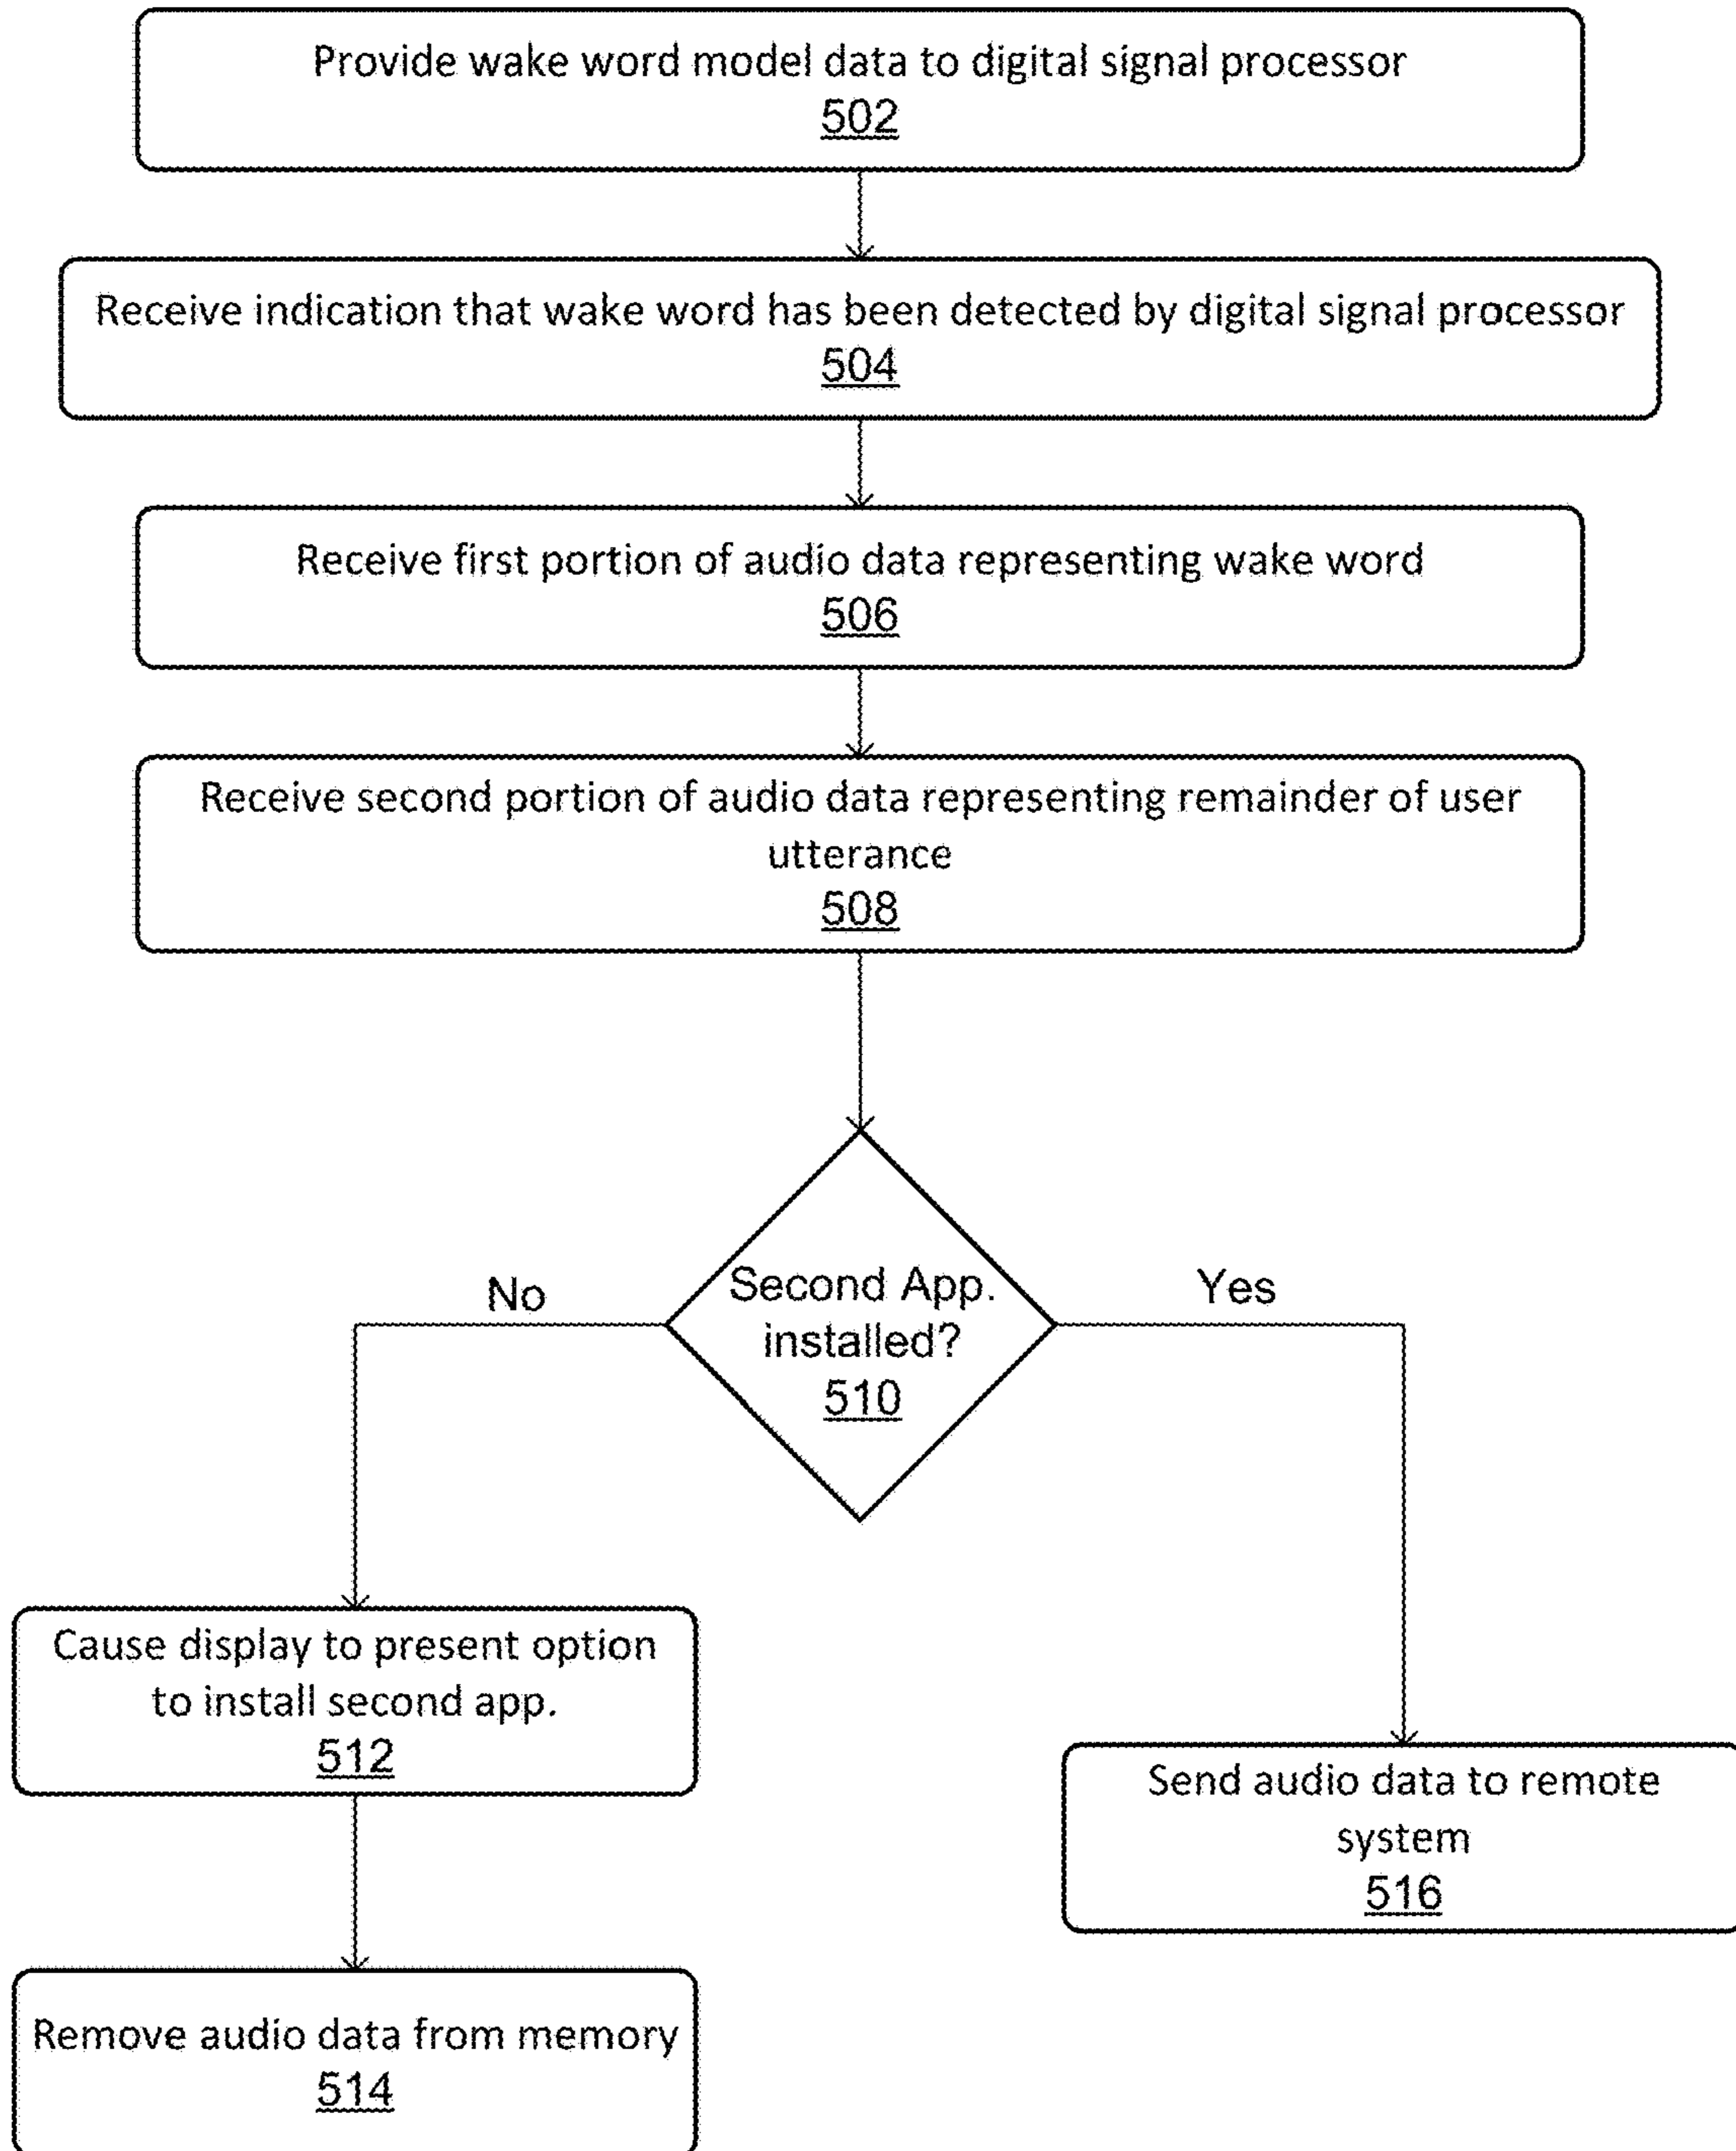 Provide wake word model data to digital signal processor
502
Receive indication that wake word has been detected by digital signal processor
504
Receive first portion of audio data representing wake word
506
Receive second portion of audio data representing remainder of user
utterance
508
Second App.
installed?
510
No
Yes
Cause display to present option
to install second app.
512
Send audio data to remote
system
516
Remove audio data from memory
514